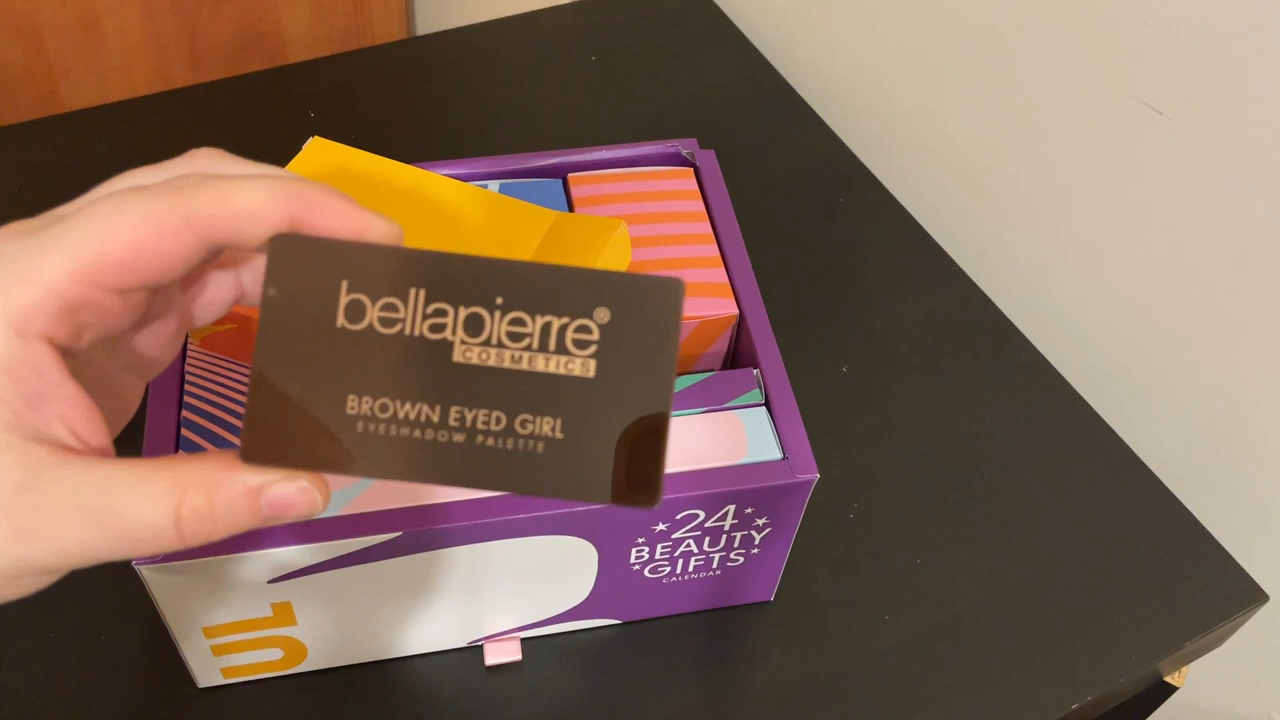 bellapierre®
COSMETICS
BROWN EYED GIRL
EYESHADOW PALETTE
24
BEAUTY
GIFTS
CALENDAR